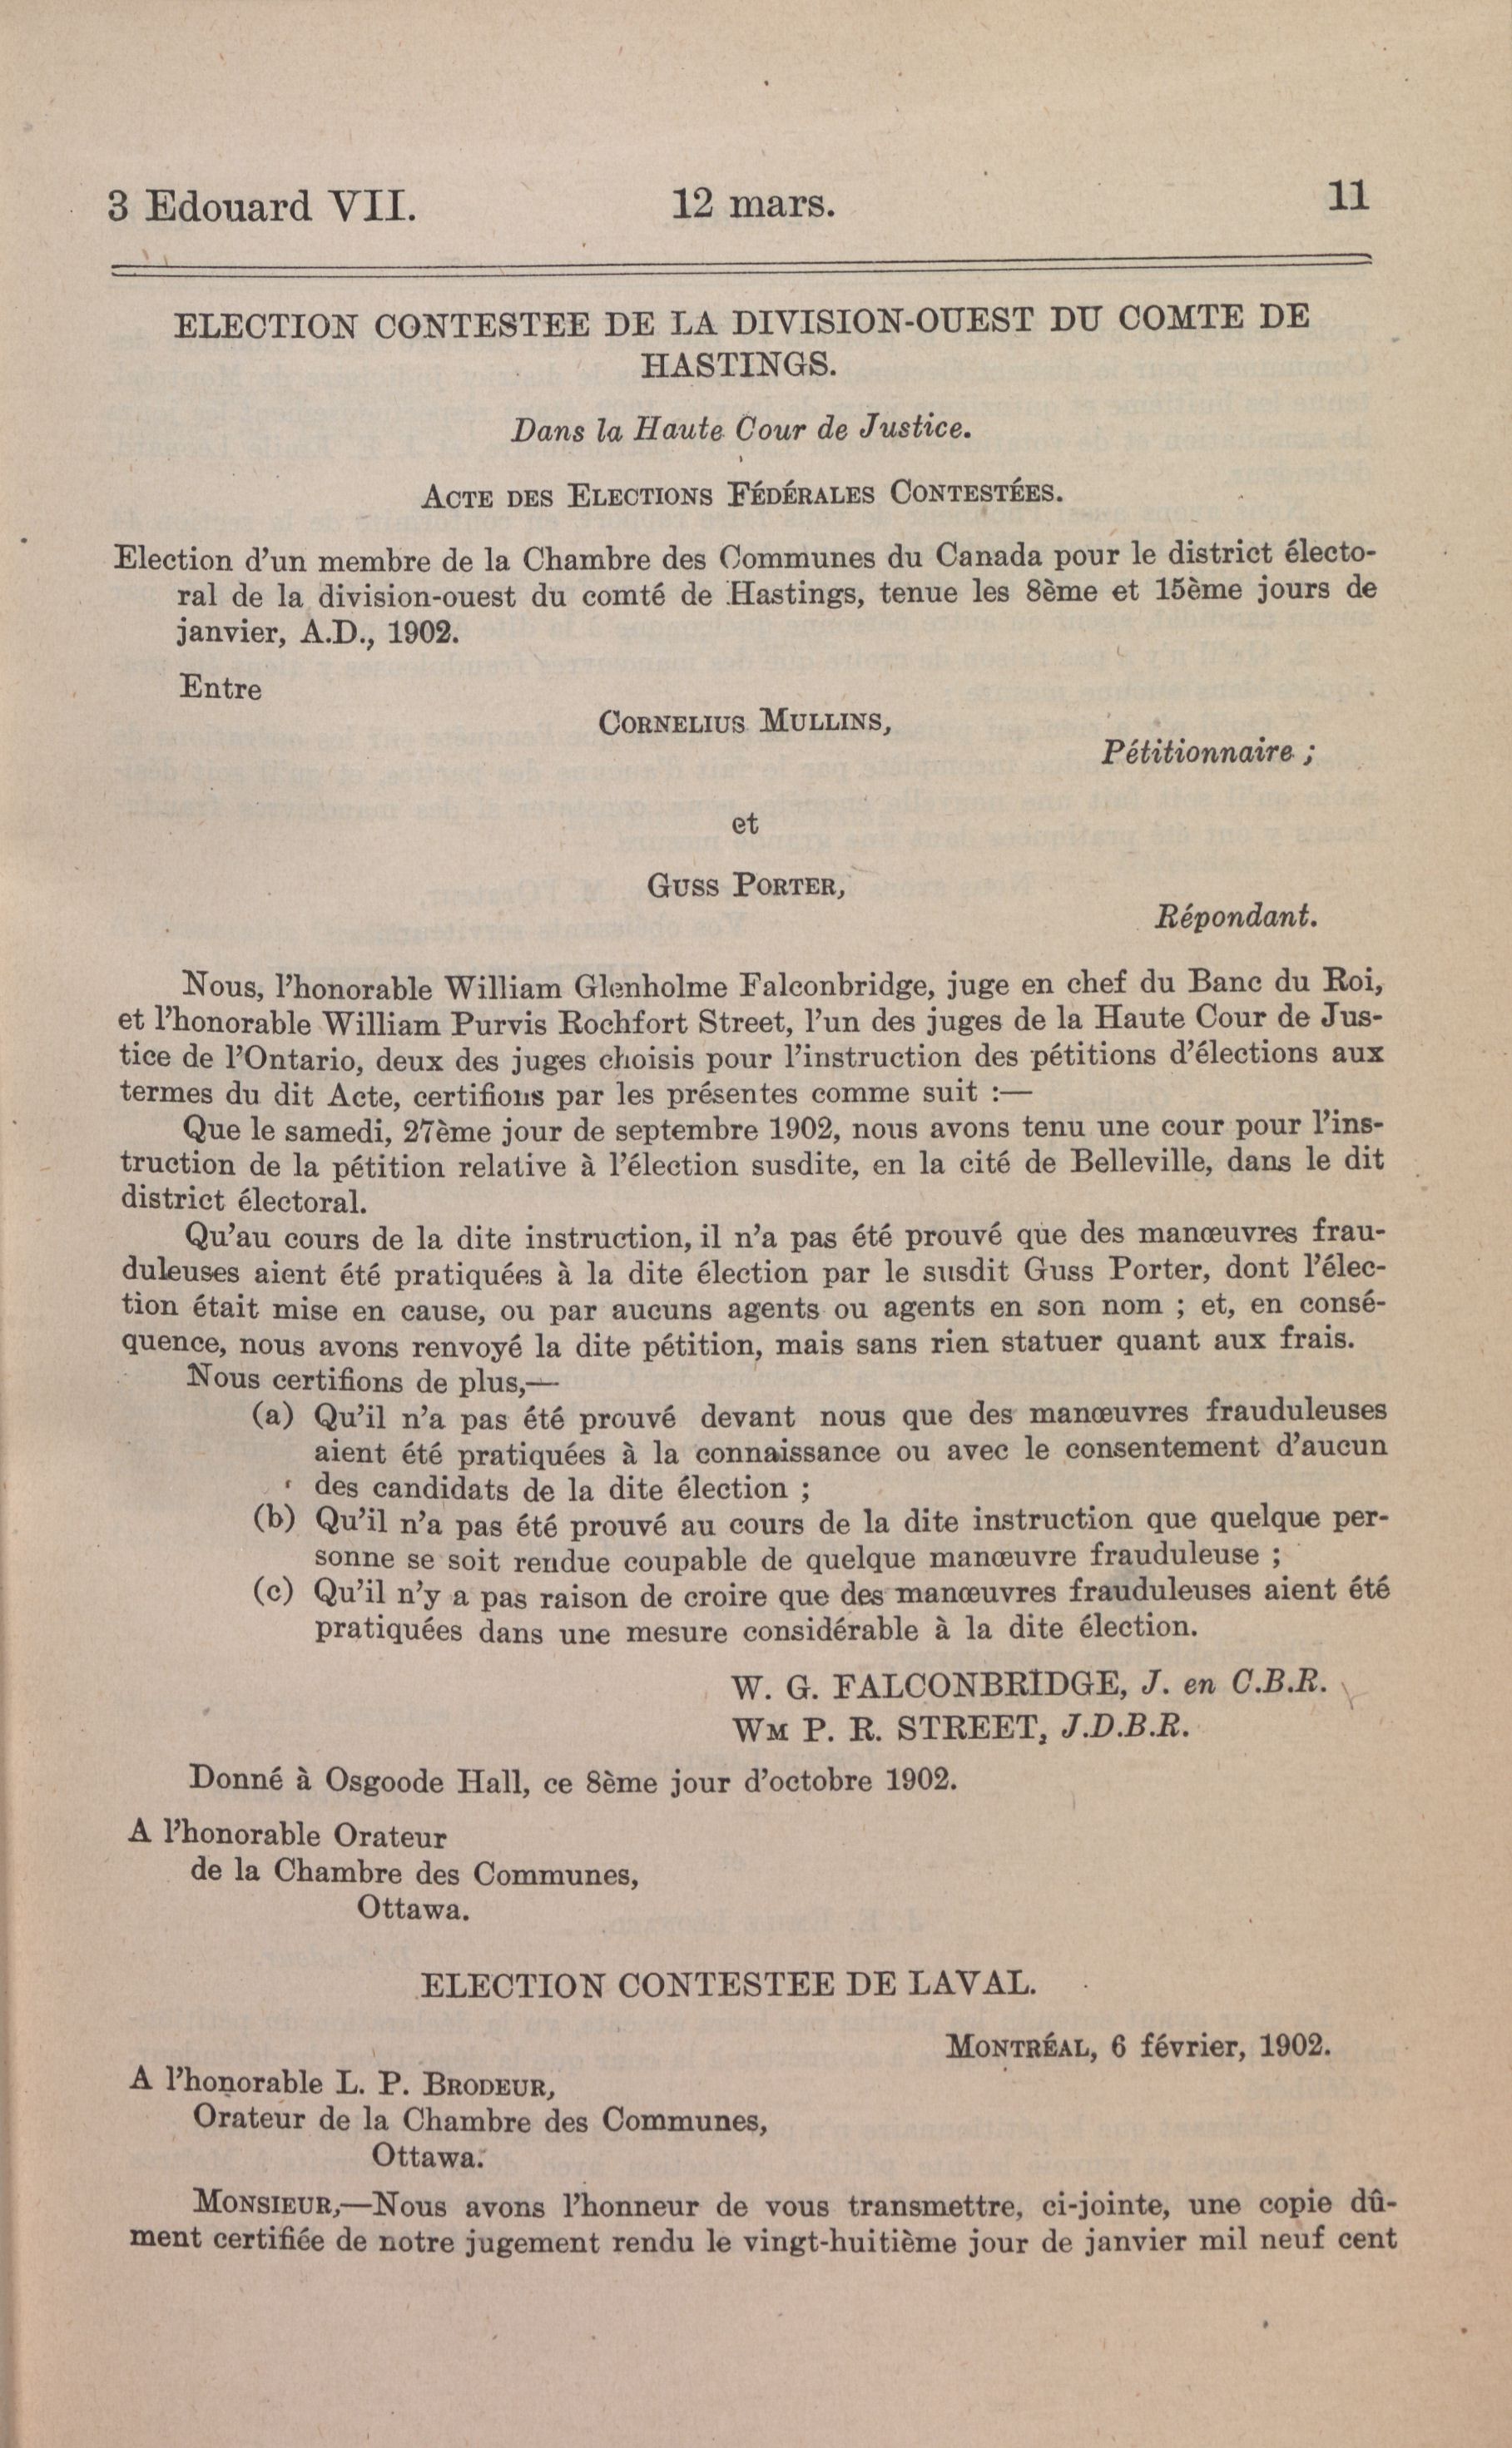 3 Edouard VII. 12 mars. 11
ELECTION CONTESTEE DE LA DIVISION-OUEST DU COMTE DE
HASTINGS.
Dans la Haute Cour de Justice.
ACTE DES ELECTIONS FÉDÉRALES CONTESTÉES.
Election d'un membre de la Chambre des Communes du Canada pour le district électo-
ral de la division-ouest du comté de Hastings, tenue les 8ème et 15ème jours de
janvier, A.D., 1902.
Entre
CORNELIUS MULLINS,
Pétitionnaire ;
et
GUSS PORTER,
Répondant.
Nous, l'honorable William Glenholme Falconbridge, juge en chef du Banc du Roi,
et l'honorable William Purvis Rochfort Street, l'un des juges de la Haute Cour de Jus-
tice de l'Ontario, deux des juges choisis pour l'instruction des pétitions d'élections aux
termes du dit Acte, certifions par les présentes comme suit :—
Que le samedi, 27ème jour de septembre 1902, nous avons tenu une cour pour l'ins-
truction de la pétition relative à l'élection susdite, en la cité de Belleville, dans le dit
district électoral.
Qu'au cours de la dite instruction, il n'a pas été prouvé que des manœuvres frau-
duleuses aient été pratiquées à la dite élection par le susdit Guss Porter, dont l'élec-
tion était mise en cause, ou par aucuns agents ou agents en son nom ; et, en consé-
quence, nous avons renvoyé la dite pétition, mais sans rien statuer quant aux frais.
Nous certifions de plus,—
(a) Qu'il n'a pas été prouvé devant nous que des manœuvres frauduleuses
aient été pratiquées à la connaissance ou avec le consentement d'aucun
des candidats de la dite élection ;
(b) Qu'il n'a pas été prouvé au cours de la dite instruction que quelque per-
sonne se soit rendue coupable de quelque manœuvre frauduleuse ;
(c) Qu'il n'y a pas raison de croire que des manœuvres frauduleuses aient été
pratiquées dans une mesure considérable à la dite élection.
W. G. FALCONBRIDGE, J. en C.B.R.
WM P. R. STREET, J.D.B.R.
Donné à Osgoode Hall, ce 8ème jour d'octobre 1902.
A l'honorable Orateur
de la Chambre des Communes,
Ottawa.
ELECTION CONTESTEE DE LAVAL.
MONTRÉAL, 6 février, 1902.
A l'honorable L. P. BRODEUR,
Orateur de la Chambre des Communes,
Ottawa.
MONSIEUR,—Nous avons l'honneur de vous transmettre, ci-jointe, une copie dû-
ment certifiée de notre jugement rendu le vingt-huitième jour de janvier mil neuf cent